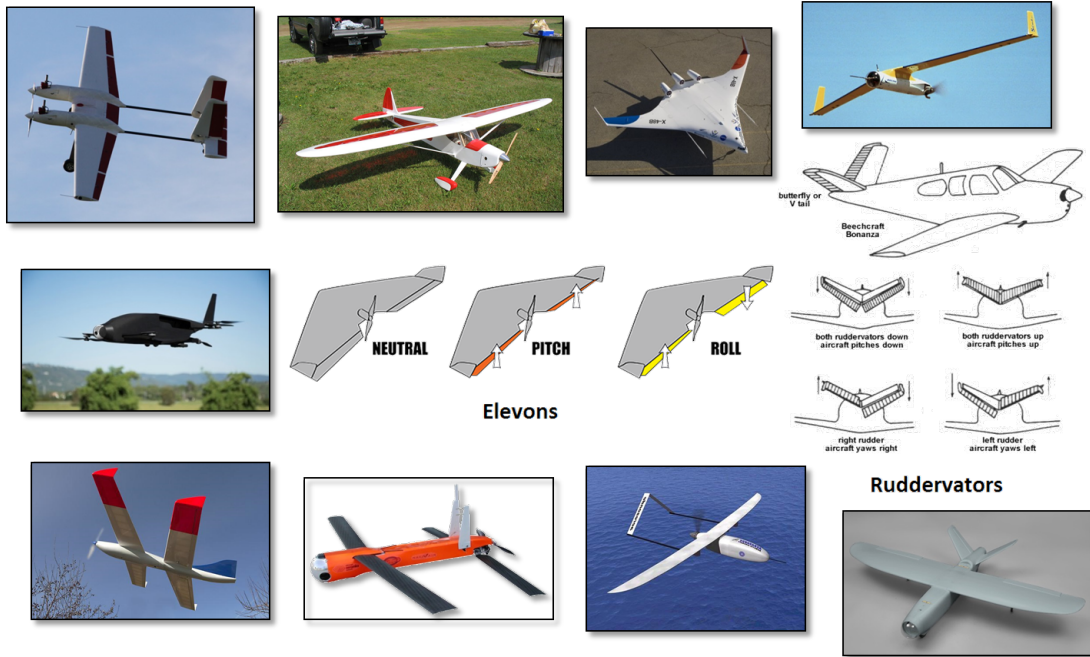 X-48B
butterfly or
V tail
Beechcraft
Bonanza
NEUTRAL
PITCH
ROLL
both ruddervators down
aircraft pitches down
both ruddervators up
aircraft pitches up
Elevons
right rudder
aircraft yaws right
left rudder
aircraft yaws left
Ruddervators